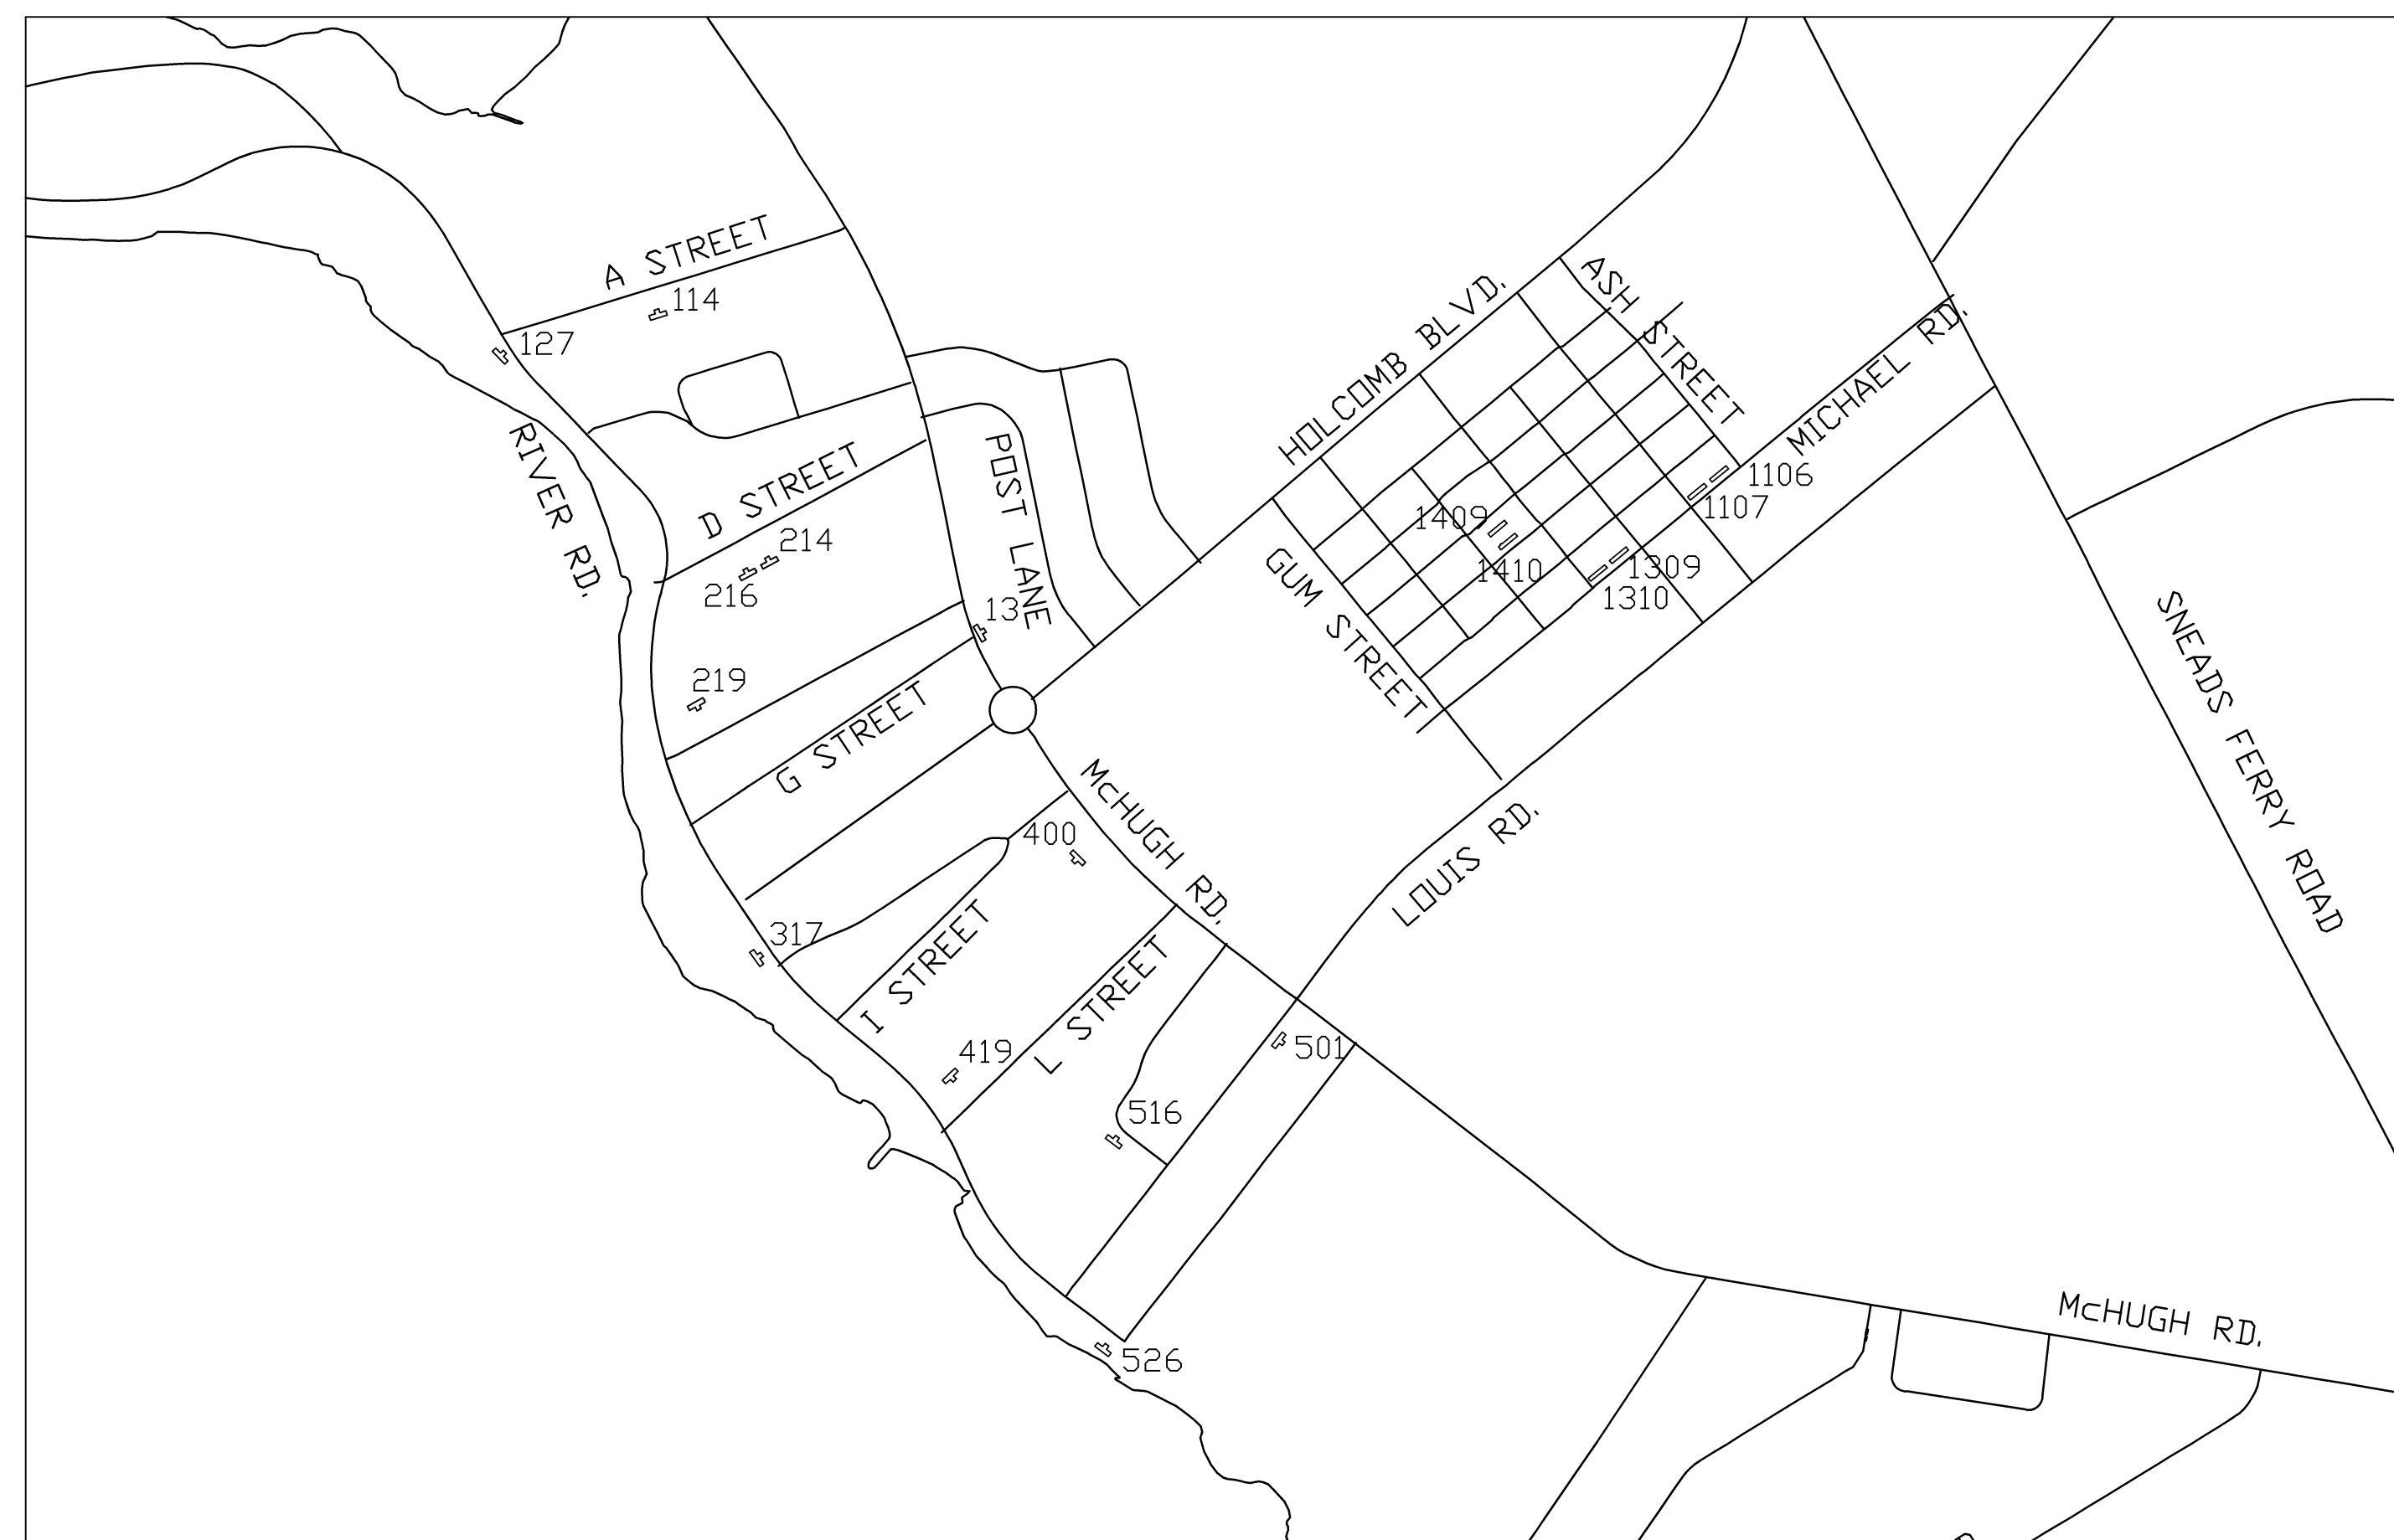 A STREET
114
127
HOLCOMB BLVD.
ASH STREET
MICHAEL RD.
RIVER RD.
D STREET
POST LANE
1106
1107
1409
1410
1309
1310
214
216
13
GUM STREET
219
G STREET
SNEADS FERRY ROAD
McHUGH RD.
400
LOUIS RD.
317
I STREET
L STREET
419
501
516
McHUGH RD.
526